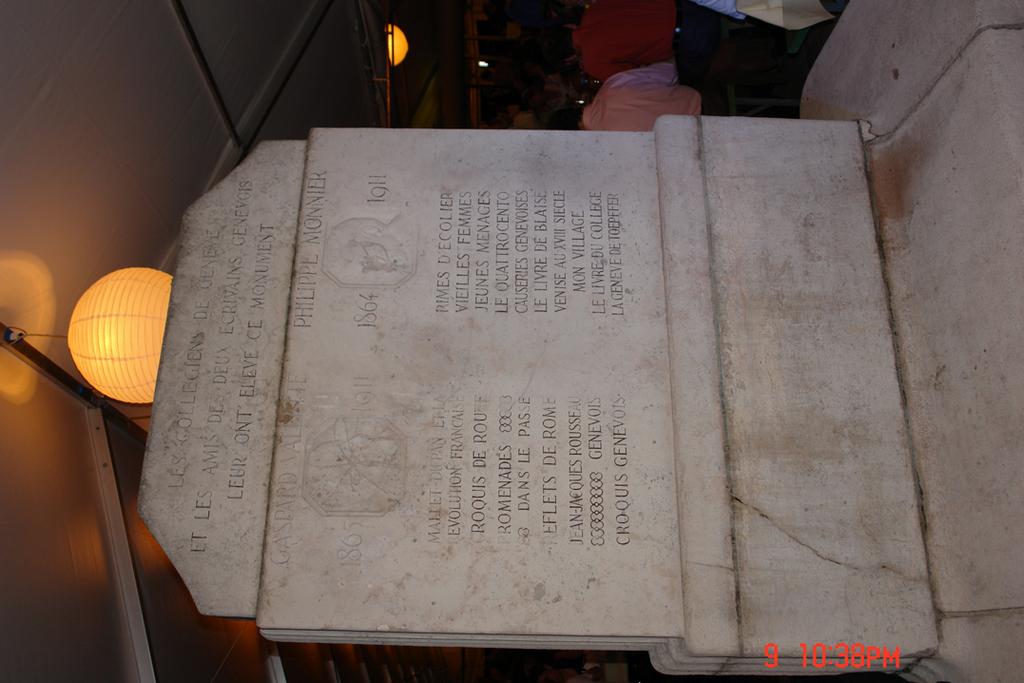 LES COLLEGIENS DE GENEVE
ET LES AMIS DE DEUX ECRIVAINS GENEVOIS
LEUR ONT ELEVE CE MONUMENT
GASPARD
186 1911
MALLET-DUPAN ET LA
REVOLUTION FRANCAISE
CROQUIS DE ROUTE
PROMENADES
DANS LE PASSE
REFLETS DE ROME
JEAN-JACQUES ROUSSEAU
GENEVOIS
CROQUIS GENEVOIS
PHILIPPE MONNIER
1864 1911
RIMES D'ECOLIER
VIEILLES FEMMES
JEUNES MENAGES
LE QUATTROCENTO
CAUSERIES GENEVOISES
LE LIVRE DE BLAISE
VENISE AU XVIII SIECLE
MON VILLAGE
LE LIVRE DU COLLEGE
LA GENEVE DE TOEPFFER
9 10:38PM